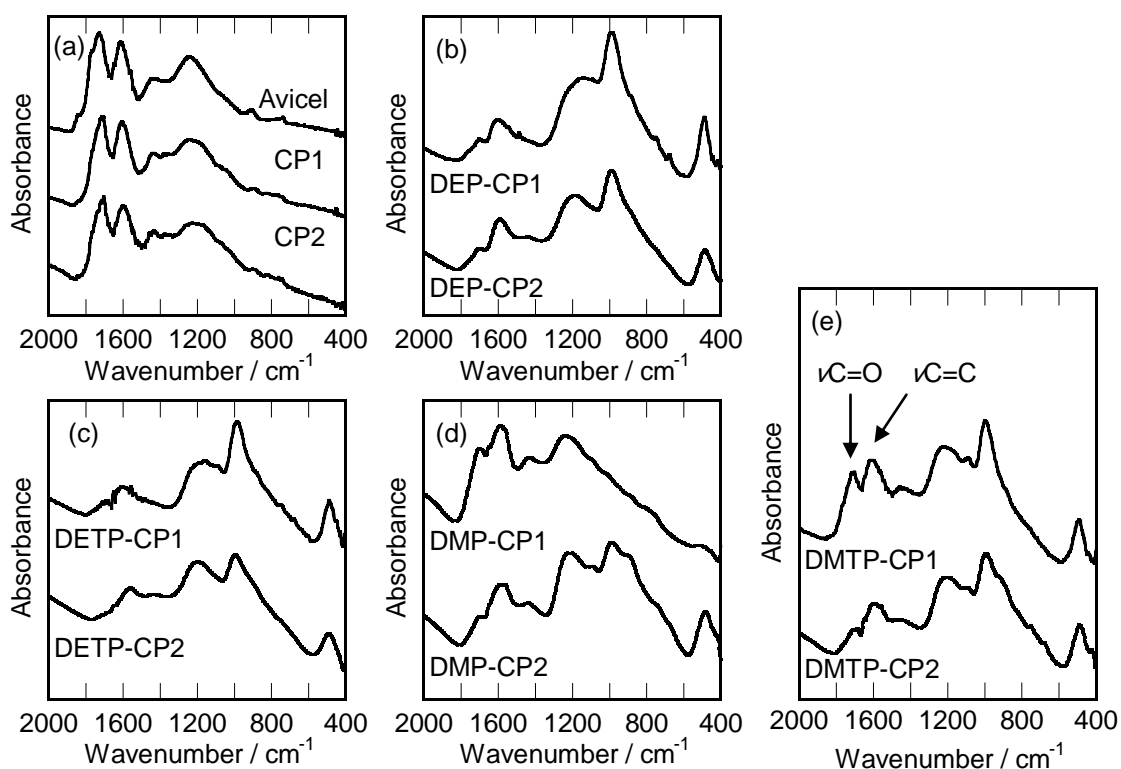 (a)
Avicel
CP1
CP2
Absorbance
2000 1600 1200 800 400
Wavenumber / cm-1
(b)
DEP-CP1
DEP-CP2
Absorbance
2000 1600 1200 800 400
Wavenumber / cm-1
(c)
DETP-CP1
DETP-CP2
Absorbance
2000 1600 1200 800 400
Wavenumber / cm-1
(d)
DMP-CP1
DMP-CP2
Absorbance
2000 1600 1200 800 400
Wavenumber / cm-1
(e)
νC=O νC=C
DMTP-CP1
DMTP-CP2
Absorbance
2000 1600 1200 800 400
Wavenumber / cm-1